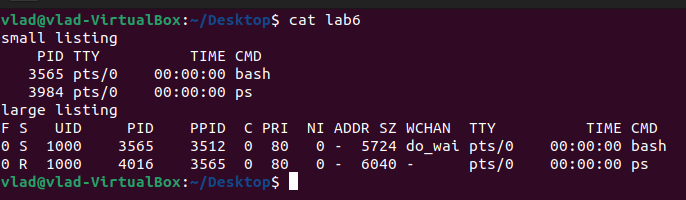 vlad@vlad-VirtualBox:~/Desktop$ cat lab6
small listing
    PID TTY          TIME CMD
   3565 pts/0    00:00:00 bash
   3984 pts/0    00:00:00 ps
large listing
F S   UID     PID    PPID  C PRI  NI ADDR SZ WCHAN  TTY          TIME CMD
0 S  1000    3565    3512  0  80   0 -  5724 do_wai pts/0    00:00:00 bash
0 R  1000    4016    3565  0  80   0 -  6040 -      pts/0    00:00:00 ps
vlad@vlad-VirtualBox:~/Desktop$